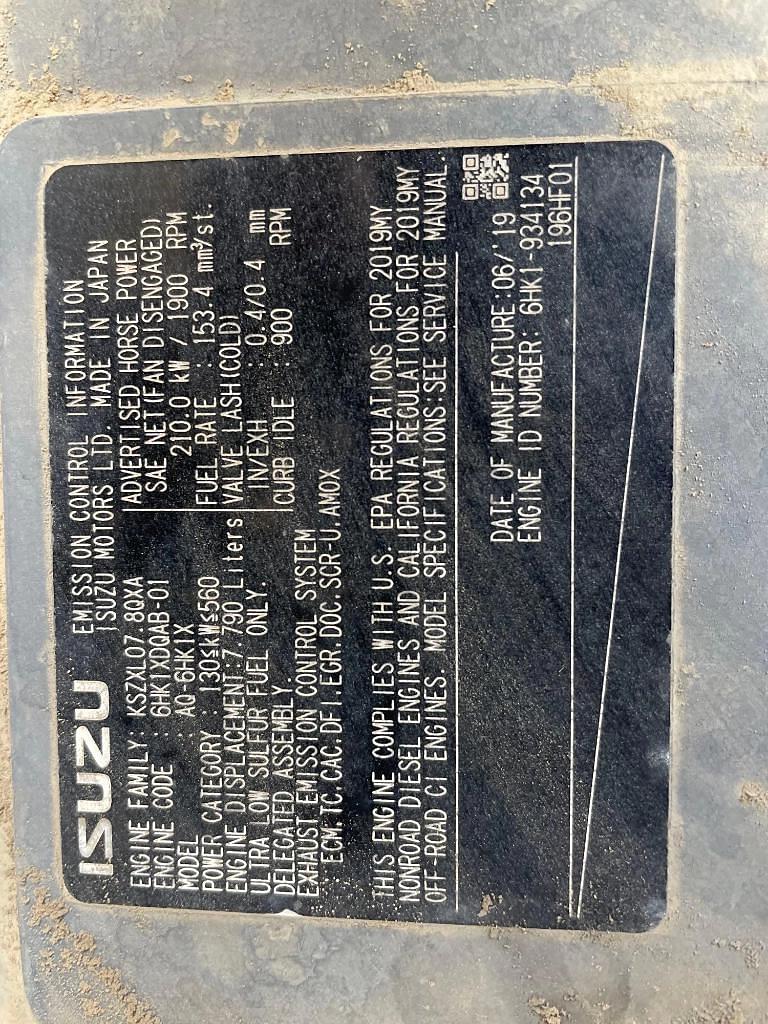 ISUZU
EMISSION CONTROL INFORMATION
ISUZU MOTORS LTD. MADE IN JAPAN
ENGINE FAMILY: KSZXL07.8QXA
ENGINE CODE : 6HK1XDQAB-01
MODEL : AQ-6HK1X
POWER CATEGORY : 130≦kW≦560
ENGINE DISPLACEMENT:7.790 Liters
ULTRA LOW SULFUR FUEL ONLY.
DELEGATED ASSEMBLY.
EXHAUST EMISSION CONTROL SYSTEM
ECM,TC,CAC,DFI,EGR,DOC,SCR-U,AMOX
ADVERTISED HORSE POWER
SAE NET(FAN DISENGAGED)
210.0 kW / 1900 RPM
FUEL RATE : 153.4 mm³/st.
VALVE LASH(COLD)
IN/EXH : 0.4/0.4 mm
CURB IDLE : 900 RPM
THIS ENGINE COMPLIES WITH U.S. EPA REGULATIONS FOR 2019MY
NONROAD DIESEL ENGINES AND CALIFORNIA REGULATIONS FOR 2019MY
OFF-ROAD CI ENGINES. MODEL SPECIFICATIONS:SEE SERVICE MANUAL.
DATE OF MANUFACTURE:06/'19
ENGINE ID NUMBER: 6HK1-934134
196HF01